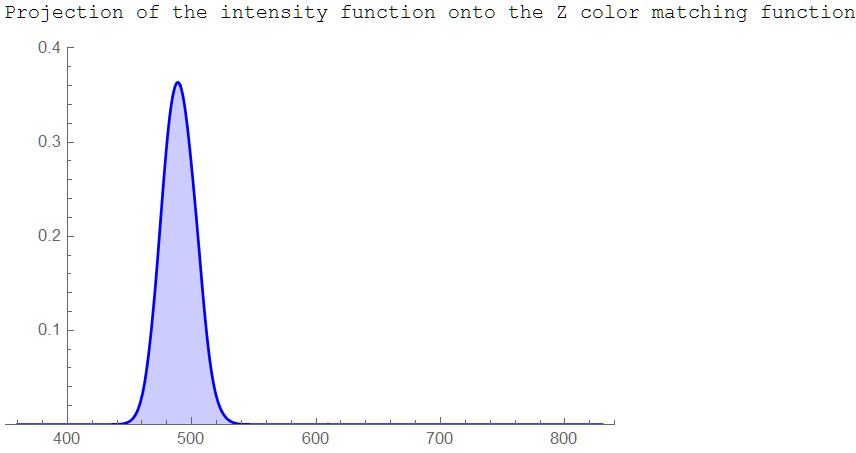 Projection of the intensity function onto the Z color matching function
0.4
0.3
0.2
0.1
400 500 600 700 800